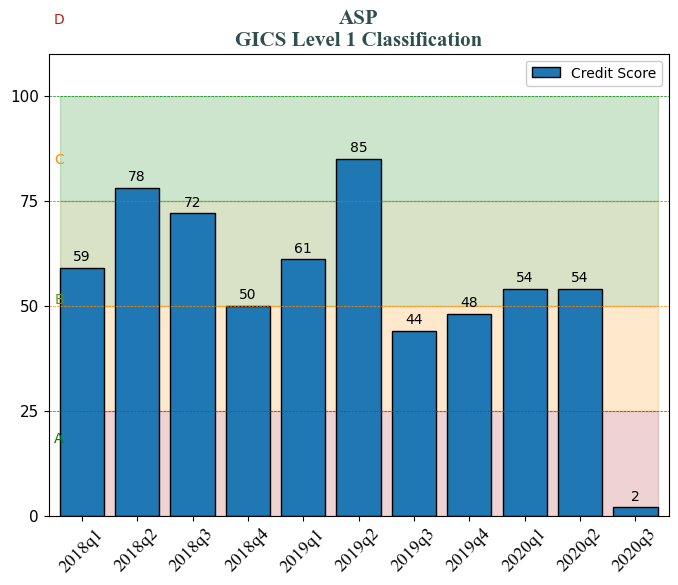 D
ASP
GICS Level 1 Classification
Credit Score
100
C
85
78
75
72
61
59
54
54
B
50
50
48
44
25
A
2
0
2018q1
2018q2
2018q3
2018q4
2019q1
2019q2
2019q3
2019q4
2020q1
2020q2
2020q3